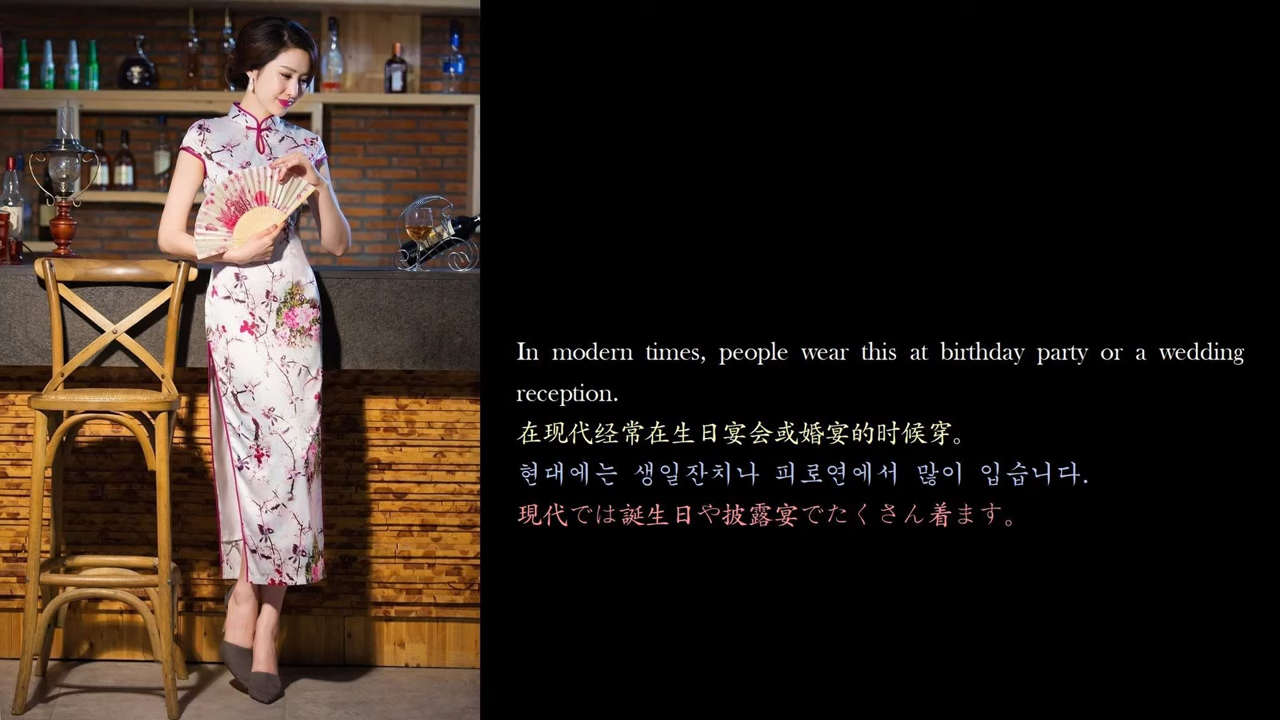 In modern times, people wear this at birthday party or a wedding
reception.
在现代经常在生日宴会或婚宴的时候穿。
현대에는 생일잔치나 피로연에서 많이 입습니다.
現代では誕生日や披露宴でたくさん着ます。